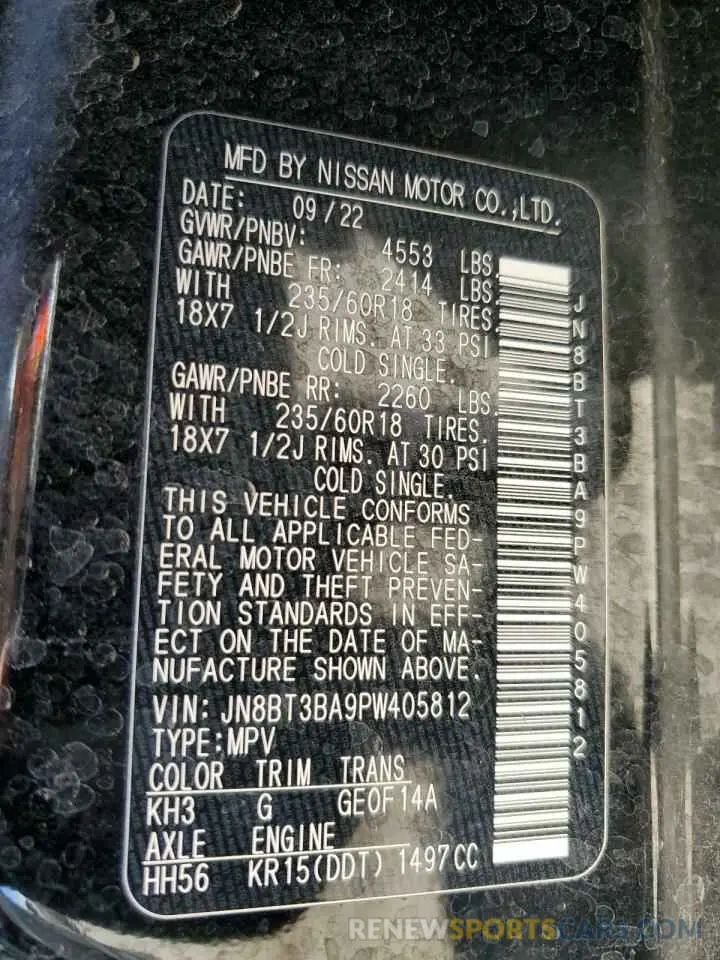 MFD BY NISSAN MOTOR CO.,LTD.
DATE: 09/22
GVWR/PNBV: 4553 LBS.
GAWR/PNBE FR: 2414 LBS.
WITH 235/60R18 TIRES.
18X7 1/2J RIMS. AT 33 PSI
COLD SINGLE.
GAWR/PNBE RR: 2260 LBS.
WITH 235/60R18 TIRES.
18X7 1/2J RIMS. AT 30 PSI
COLD SINGLE.
THIS VEHICLE CONFORMS
TO ALL APPLICABLE FED-
ERAL MOTOR VEHICLE SA-
FETY AND THEFT PREVEN-
TION STANDARDS IN EFF-
ECT ON THE DATE OF MA-
NUFACTURE SHOWN ABOVE.
VIN: JN8BT3BA9PW405812
TYPE:MPV
COLOR TRIM TRANS
KH3 G GE0F14A
AXLE ENGINE
HH56 KR15(DDT) 1497CC
JN8BT3BA9PW405812
RENEWSPORTSCARS.COM